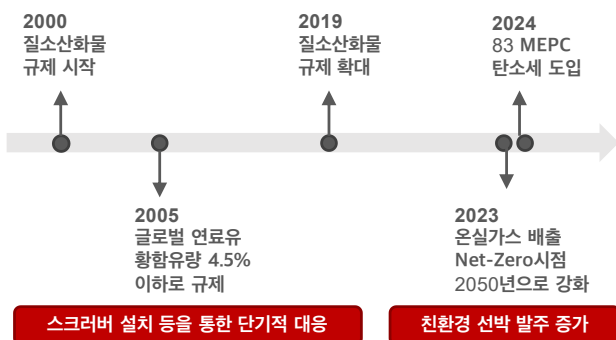 2000
질소산화물
규제 시작
2019
질소산화물
규제 확대
2024
83 MEPC
탄소세 도입
2005
글로벌 연료유
황함유량 4.5%
이하로 규제
2023
온실가스 배출
Net-Zero시점
2050년으로 강화
스크러버 설치 등을 통한 단기적 대응
친환경 선박 발주 증가